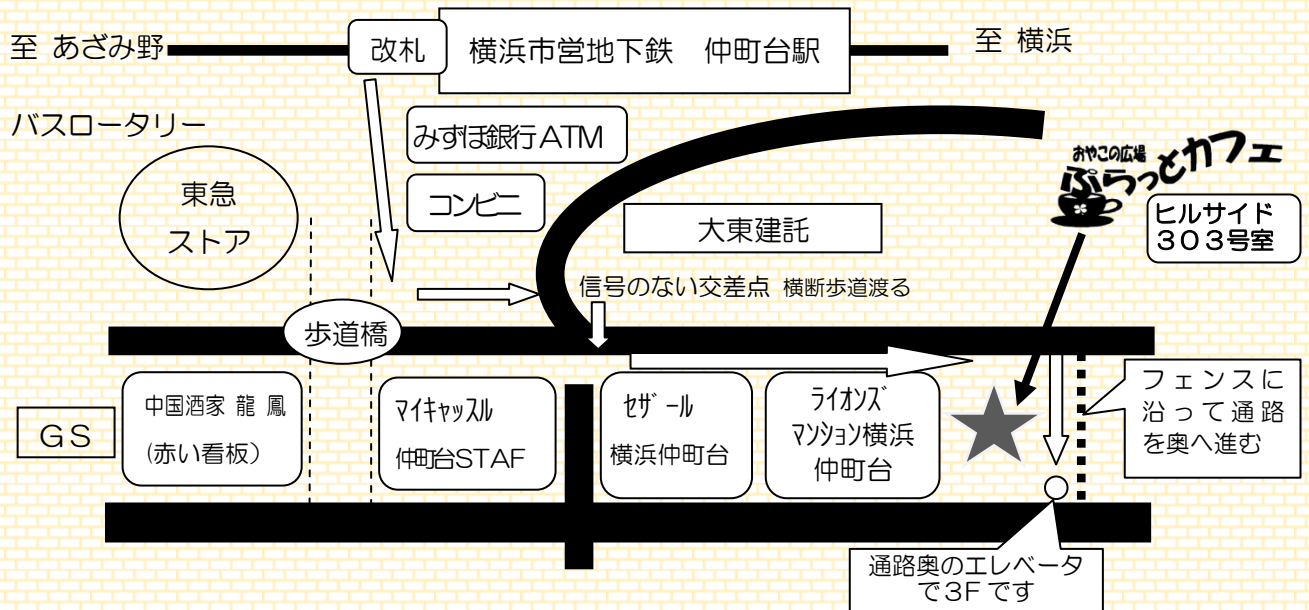 至 あざみ野
改札
横浜市営地下鉄 仲町台駅
至 横浜
バスロータリー
東急
ストア
みずほ銀行ATM
コンビニ
大東建託
おやこの広場
ぷらっとカフェ
ヒルサイド
303号室
信号のない交差点 横断歩道渡る
歩道橋
GS
中国酒家 龍 鳳
(赤い看板)
マイキャッスル
仲町台STAF
セザール
横浜仲町台
ライオンズ
マンション横浜
仲町台
フェンスに
沿って通路
を奥へ進む
通路奥のエレベータ
で3Fです